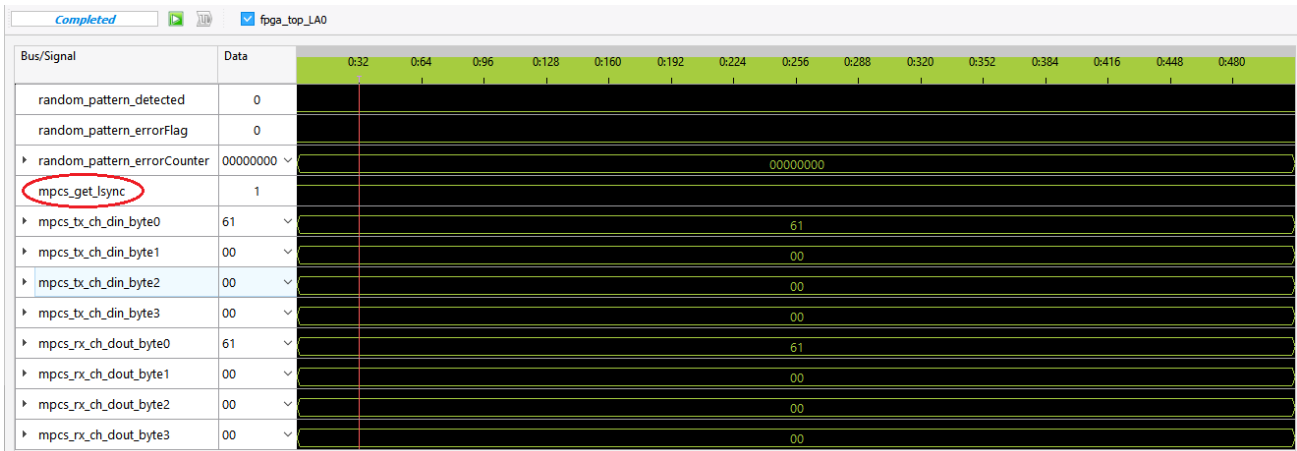 Completed fpga_top_LA0
Bus/Signal Data 0:32 0:64 0:96 0:128 0:160 0:192 0:224 0:256 0:288 0:320 0:352 0:384 0:416 0:448 0:480
random_pattern_detected 0
random_pattern_errorFlag 0
random_pattern_errorCounter 00000000 00000000
mpcs_get_lsync 1
mpcs_tx_ch_din_byte0 61 61
mpcs_tx_ch_din_byte1 00 00
mpcs_tx_ch_din_byte2 00 00
mpcs_tx_ch_din_byte3 00 00
mpcs_rx_ch_dout_byte0 61 61
mpcs_rx_ch_dout_byte1 00 00
mpcs_rx_ch_dout_byte2 00 00
mpcs_rx_ch_dout_byte3 00 00